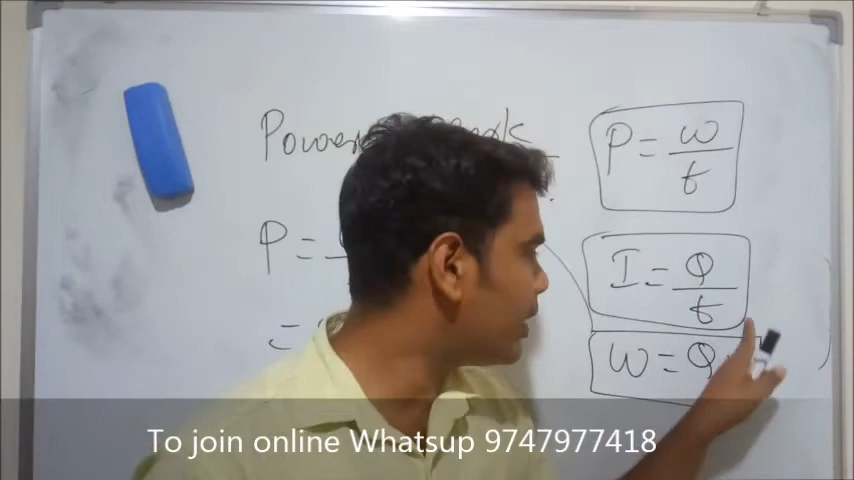 Power
P = w/t
P =
I = Q/t
=
W = Q
To join online Whatsup 9747977418